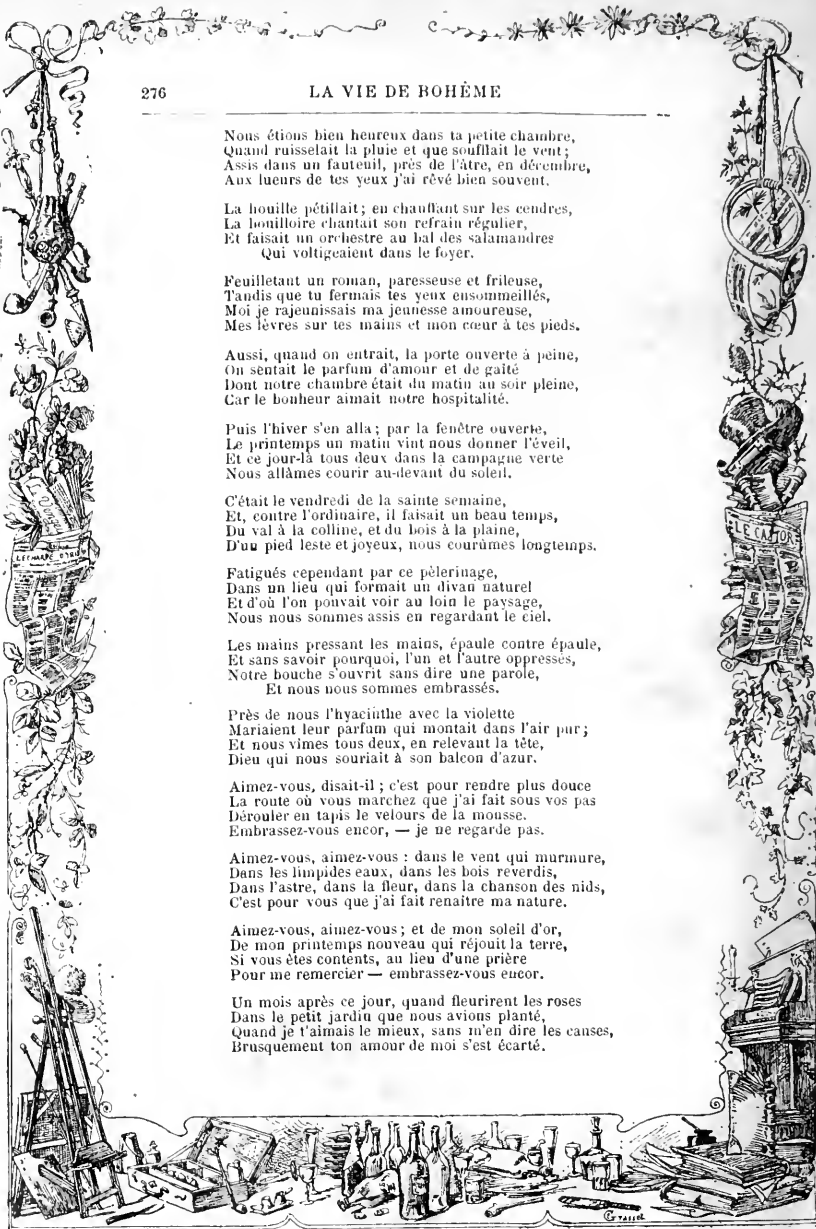 276
LA VIE DE BOHÊME
Nous étions bien heureux dans ta petite chambre,
Quand ruisselait la pluie et que soufflait le vent;
Assis dans un fauteuil, près de l'âtre, en décembre,
Aux lueurs de tes yeux j'ai rêvé bien souvent.
La houille pétillait; en chauffant sur les cendres,
La bouilloire chantait son refrain régulier,
Et faisait un orchestre au bal des salamandres
Qui voltigeaient dans le foyer.
Feuilletant un roman, paresseuse et frileuse,
Tandis que tu fermais tes yeux ensommeillés,
Moi je rajeunissais ma jeunesse amoureuse,
Mes lèvres sur tes mains et mon cœur à tes pieds.
Aussi, quand on entrait, la porte ouverte à peine,
On sentait le parfum d'amour et de gaîté
Dont notre chambre était du matin au soir pleine,
Car le bonheur aimait notre hospitalité.
Puis l'hiver s'en alla; par la fenêtre ouverte,
Le printemps un matin vint nous donner l'éveil,
Et ce jour-là tous deux dans la campagne verte
Nous allâmes courir au-devant du soleil.
C'était le vendredi de la sainte semaine,
Et, contre l'ordinaire, il faisait un beau temps,
Du val à la colline, et du bois à la plaine,
D'un pied leste et joyeux, nous courûmes longtemps.
Fatigués cependant par ce pèlerinage,
Dans un lieu qui formait un divan naturel
Et d'où l'on pouvait voir au loin le paysage,
Nous nous sommes assis en regardant le ciel.
Les mains pressant les mains, épaule contre épaule,
Et sans savoir pourquoi, l'un et l'autre oppressés,
Notre bouche s'ouvrit sans dire une parole,
Et nous nous sommes embrassés.
Près de nous l'hyacinthe avec la violette
Mariaient leur parfum qui montait dans l'air pur;
Et nous vîmes tous deux, en relevant la tête,
Dieu qui nous souriait à son balcon d'azur.
Aimez-vous, disait-il ; c'est pour rendre plus douce
La route où vous marchez que j'ai fait sous vos pas
Dérouler en tapis le velours de la mousse.
Embrassez-vous encor, — je ne regarde pas.
Aimez-vous, aimez-vous : dans le vent qui murmure,
Dans les limpides eaux, dans les bois reverdis,
Dans l'astre, dans la fleur, dans la chanson des nids,
C'est pour vous que j'ai fait renaître ma nature.
Aimez-vous, aimez-vous; et de mon soleil d'or,
De mon printemps nouveau qui réjouit la terre,
Si vous êtes contents, au lieu d'une prière
Pour me remercier — embrassez-vous encor.
Un mois après ce jour, quand fleurirent les roses
Dans le petit jardin que nous avions planté,
Quand je t'aimais le mieux, sans m'en dire les causes,
Brusquement ton amour de moi s'est écarté.
LE CASTOR